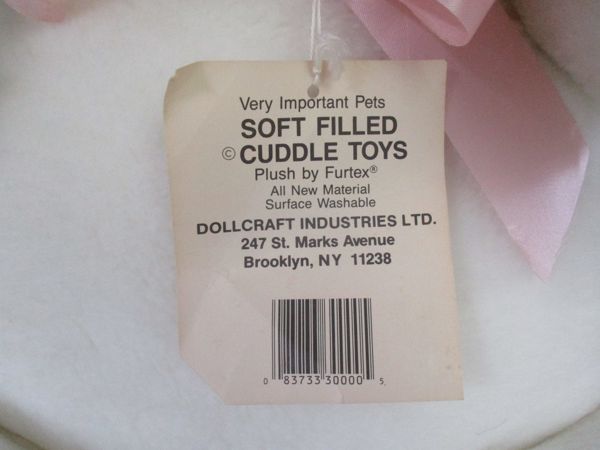 Very Important Pets
SOFT FILLED
© CUDDLE TOYS
Plush by Furtex®
All New Material
Surface Washable
DOLLCRAFT INDUSTRIES LTD.
247 St. Marks Avenue
Brooklyn, NY 11238
0 83733 30000 5